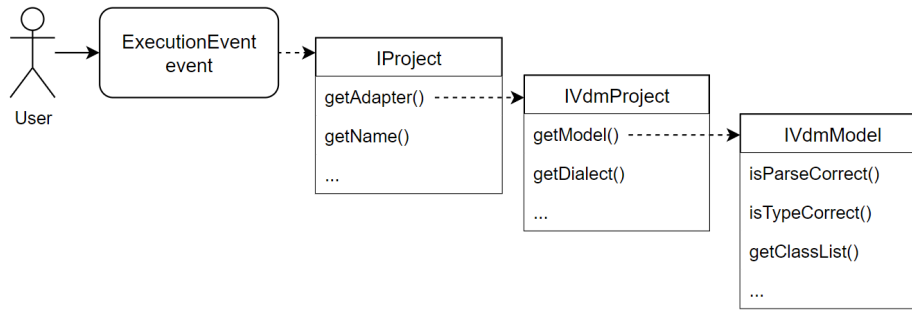 ExecutionEvent
event
User
IProject
getAdapter()
getName()
...
IVdmProject
getModel()
getDialect()
...
IVdmModel
isParseCorrect()
isTypeCorrect()
getClassList()
...